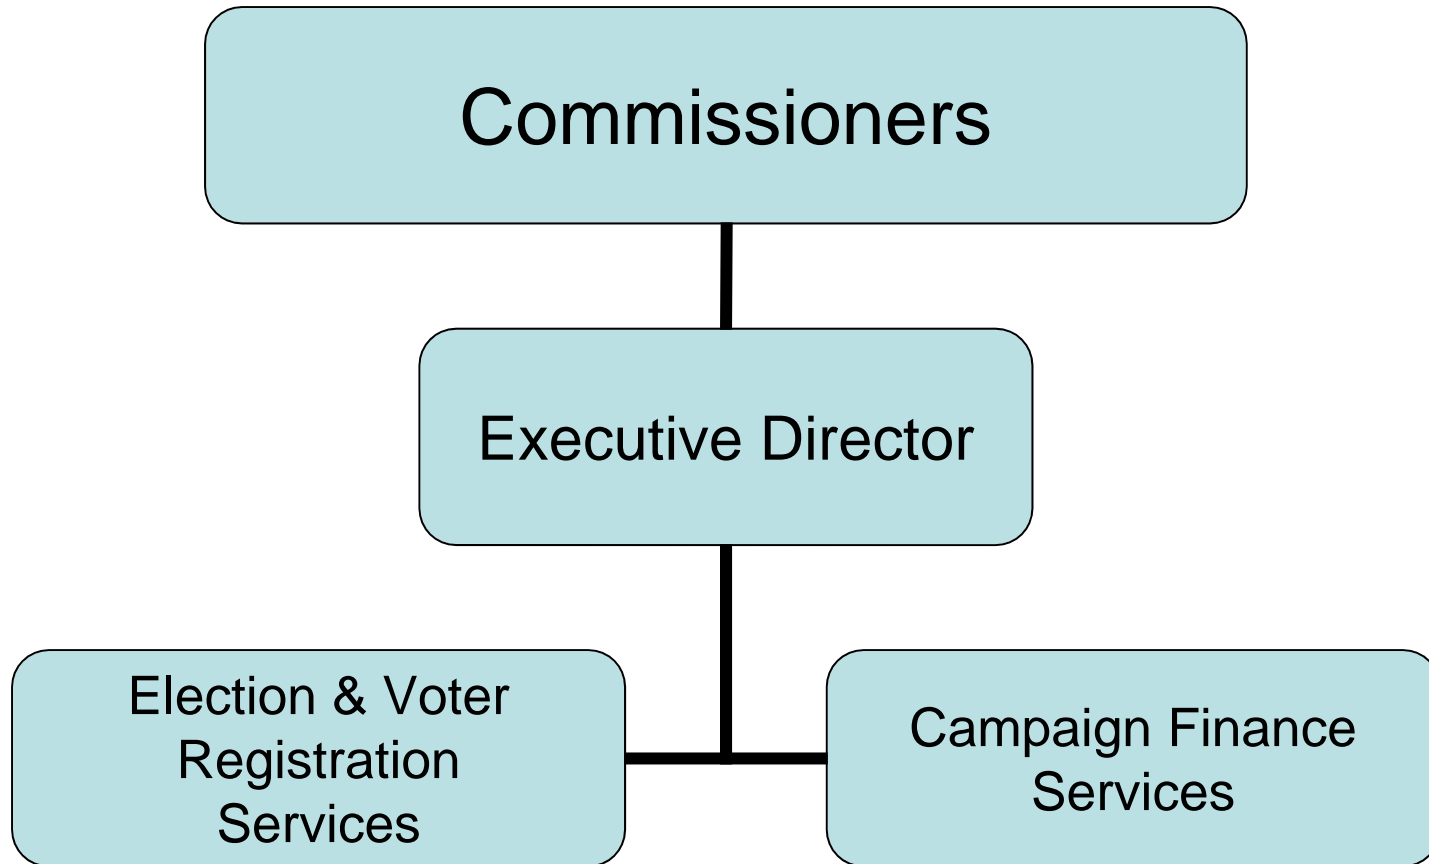 Commissioners
Executive Director
Election & Voter
Registration
Services
Campaign Finance
Services